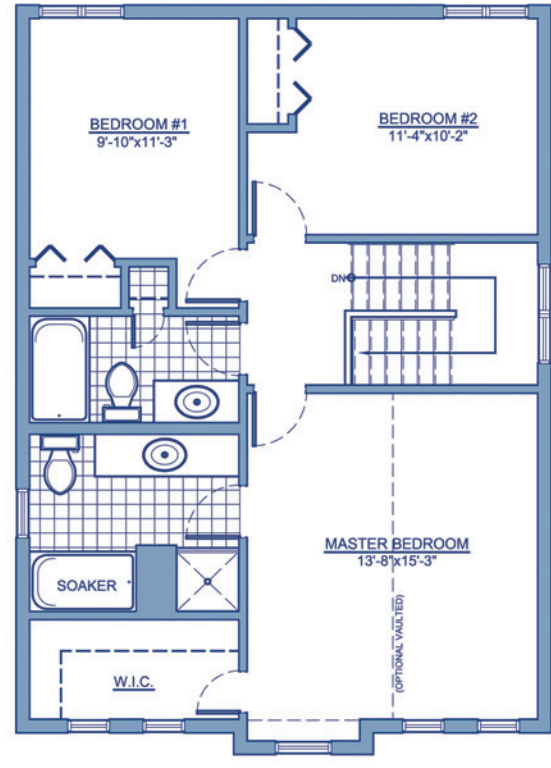 BEDROOM #1
9'-10"x11'-3"
BEDROOM #2
11'-4"x10'-2"
DN
MASTER BEDROOM
13'-8"x15'-3"
(OPTIONAL VAULTED)
SOAKER
W.I.C.